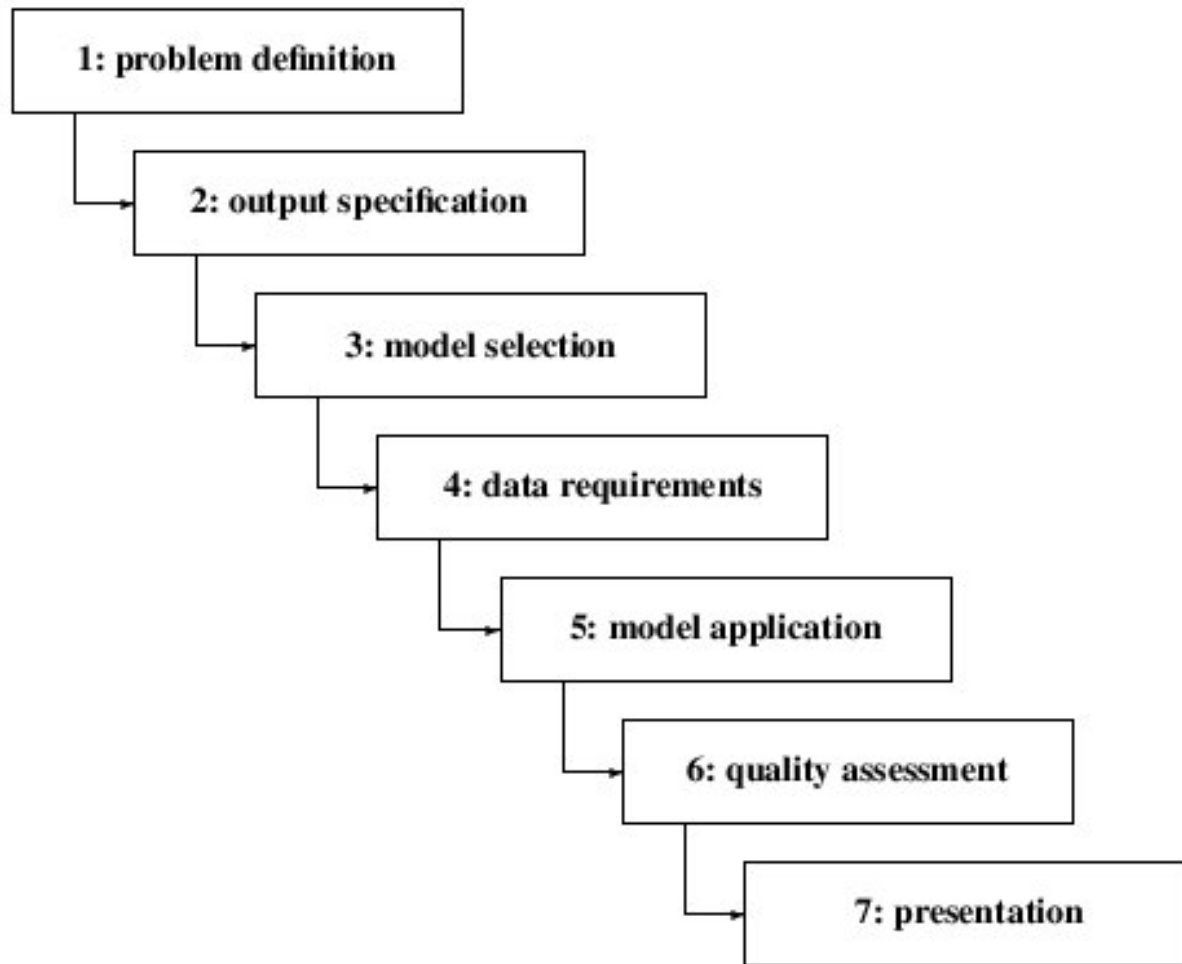 1: problem definition
2: output specification
3: model selection
4: data requirements
5: model application
6: quality assessment
7: presentation